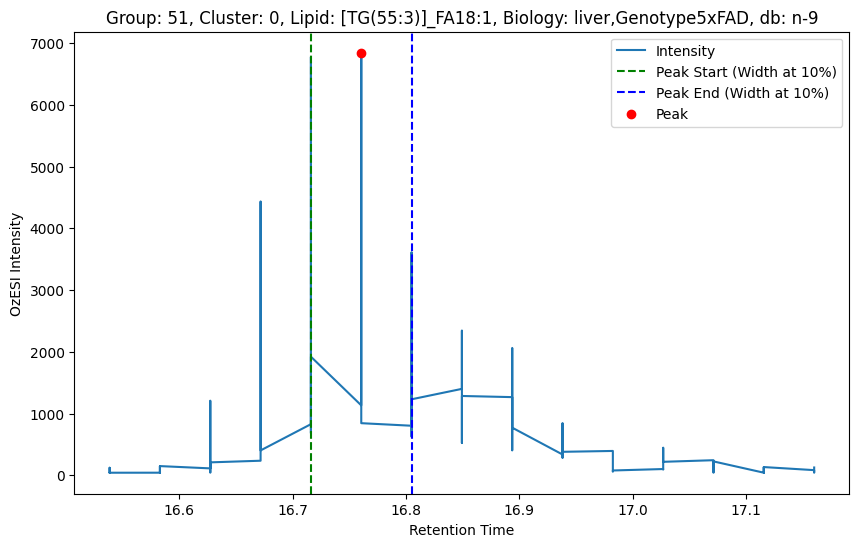 Group: 51, Cluster: 0, Lipid: [TG(55:3)]_FA18:1, Biology: liver,Genotype5xFAD, db: n-9
Intensity
Peak Start (Width at 10%)
Peak End (Width at 10%)
Peak
OzESI Intensity
7000
6000
5000
4000
3000
2000
1000
0
16.6
16.7
16.8
16.9
17.0
17.1
Retention Time